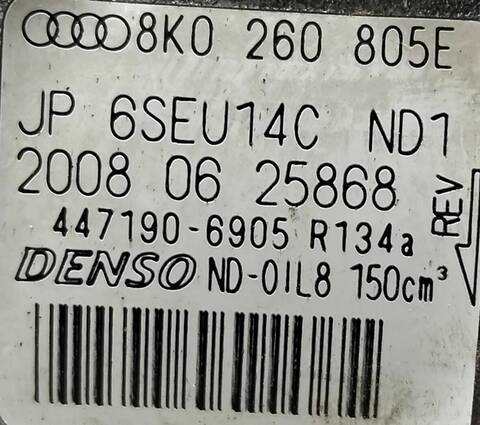 8K0 260 805E
JP 6SEU14C ND1
2008 06 25868
447190-6905 R134a
REV
DENSO ND-OIL8 150cm³